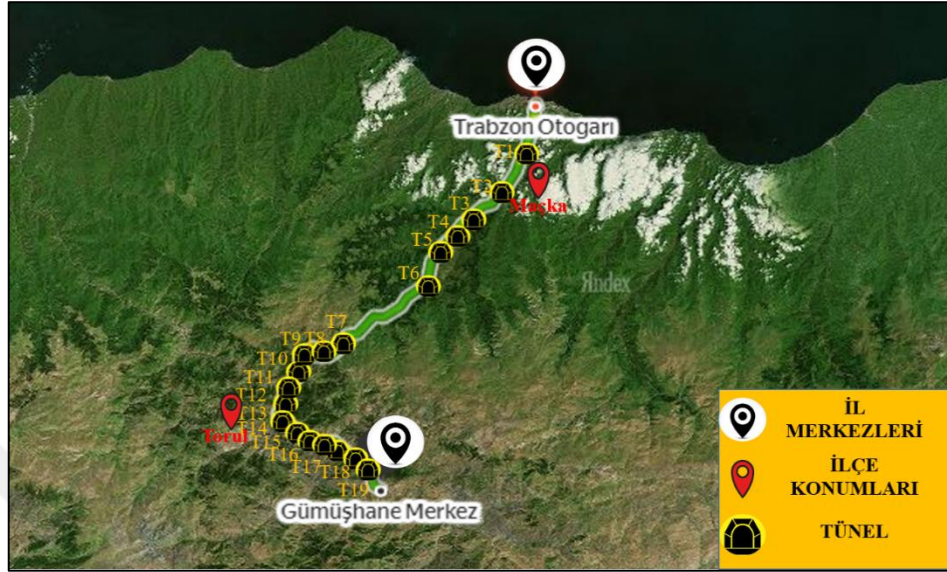 Trabzon Otogarı
T1
T2
Maçka
T3
T4
T5
T6
Яndex
T7
T8
T9
T10
T11
T12
T13
T14
T15
T16
T17
T18
T19
Torul
Gümüşhane Merkez
İL
MERKEZLERİ
İLÇE
KONUMLARI
TÜNEL